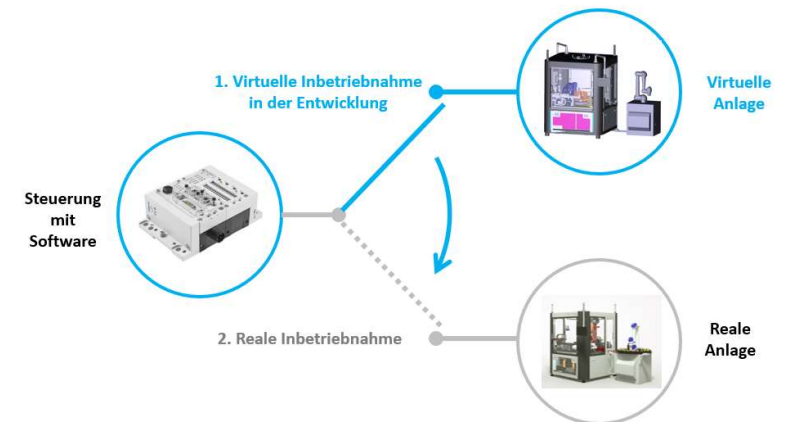 1. Virtuelle Inbetriebnahme
in der Entwicklung
Virtuelle
Anlage
Steuerung
mit
Software
2. Reale Inbetriebnahme
Reale
Anlage